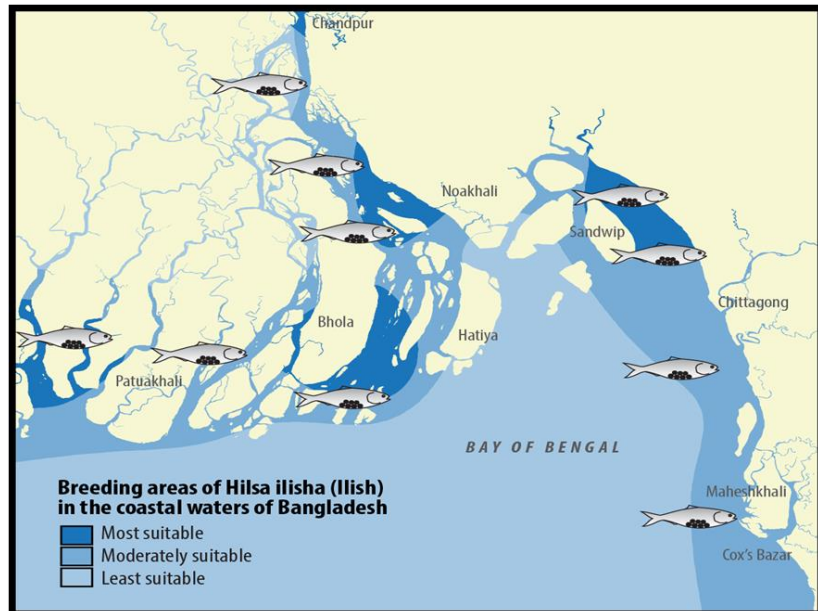 Chandpur
Noakhali
Sandwip
Chittagong
Bhola
Hatiya
Patuakhali
BAY OF BENGAL
Maheshkhali
Cox's Bazar
Breeding areas of Hilsa ilisha (Ilish)
in the coastal waters of Bangladesh
Most suitable
Moderately suitable
Least suitable